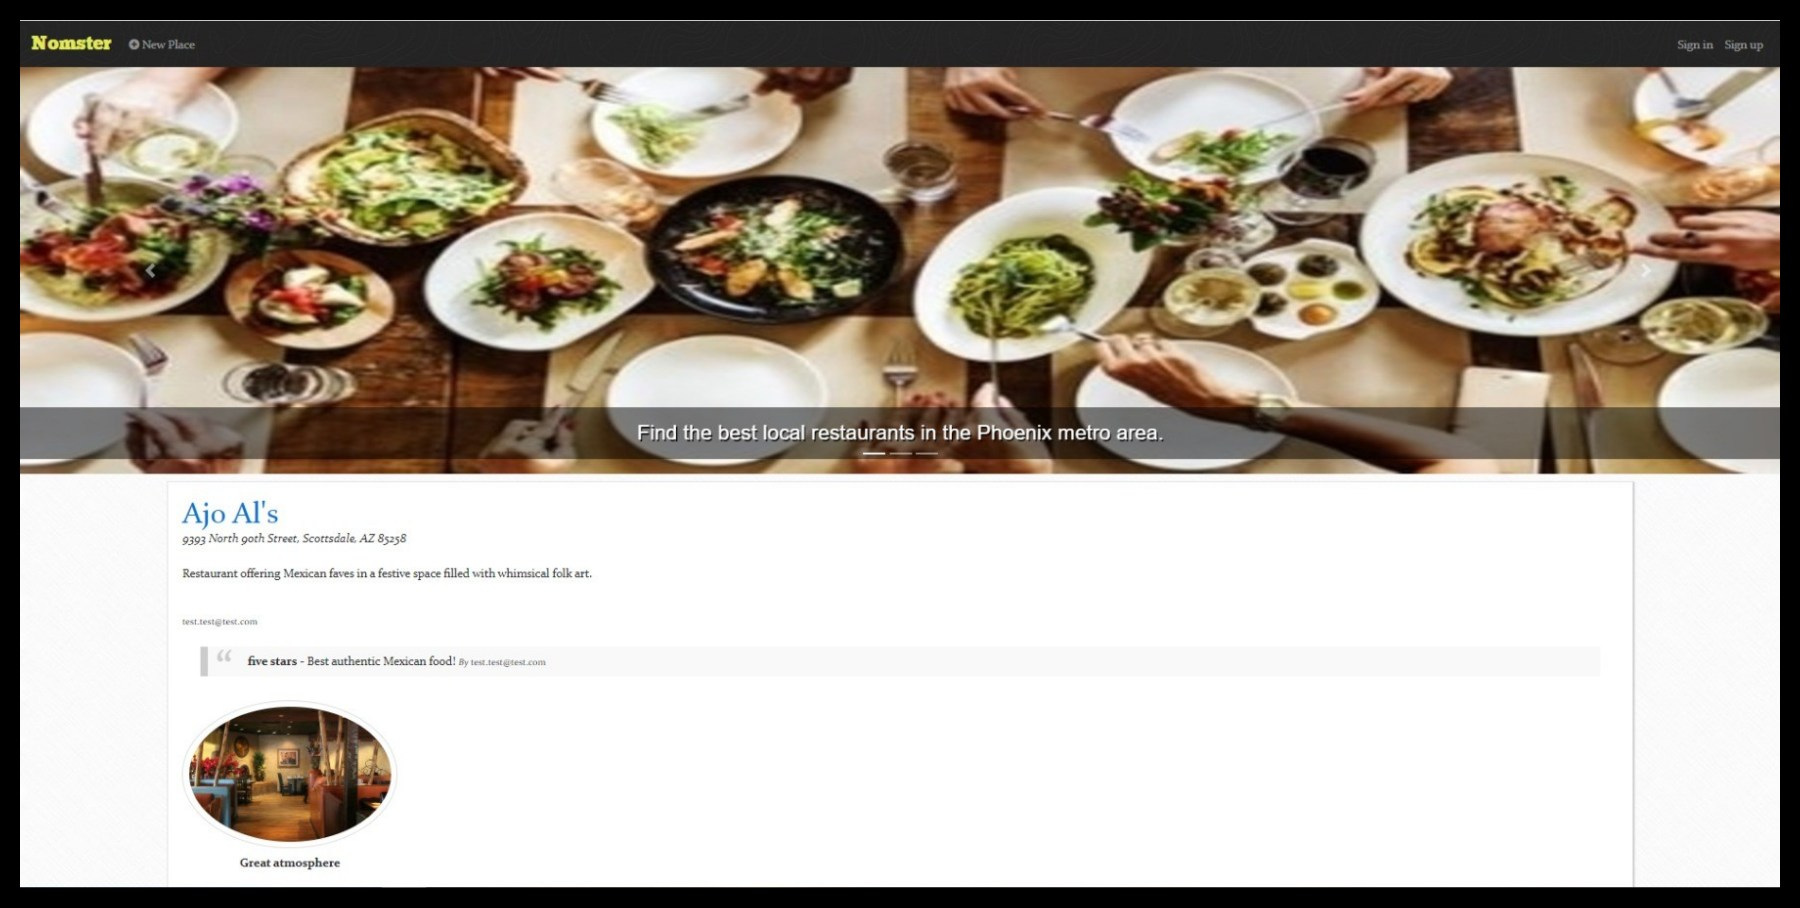 Nomster New Place Sign in Sign up
Find the best local restaurants in the Phoenix metro area.
Ajo Al's
9393 North 90th Street, Scottsdale, AZ 85258
Restaurant offering Mexican faves in a festive space filled with whimsical folk art.
test.test@test.com
“ five stars - Best authentic Mexican food! By test.test@test.com
Great atmosphere